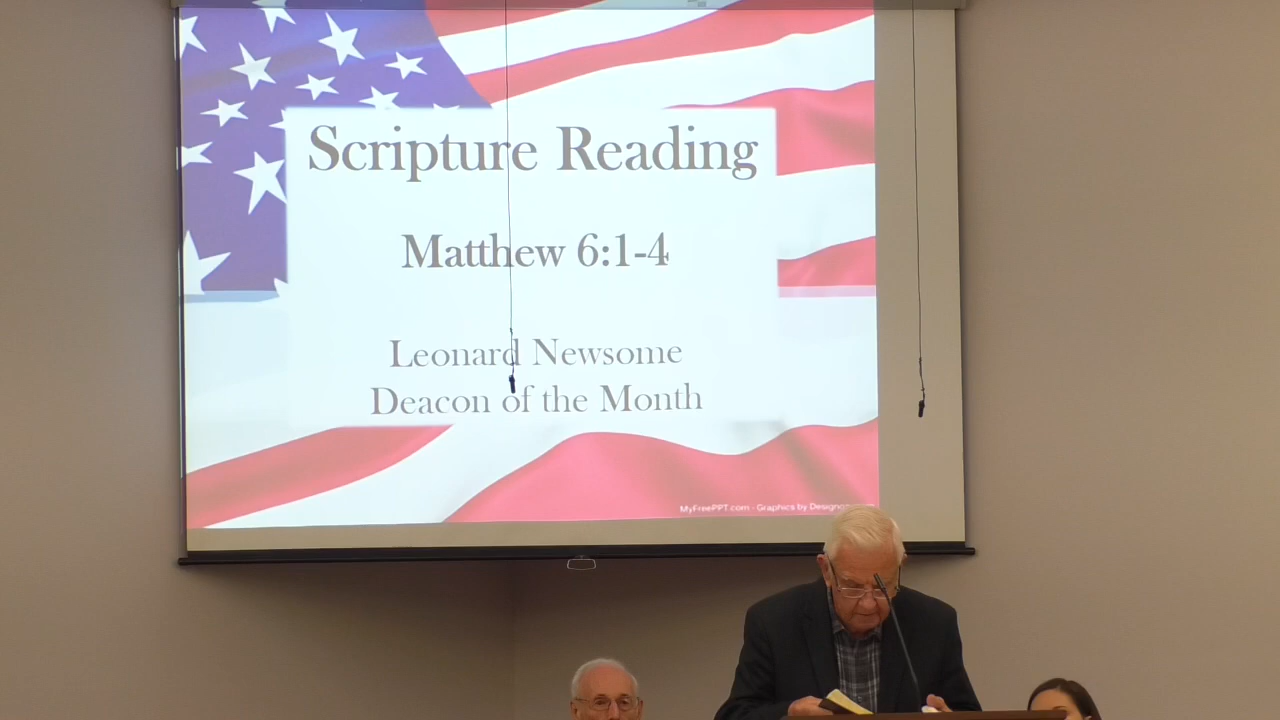 Scripture Reading
Matthew 6:1-4
Leonard Newsome
Deacon of the Month
MyFreePPT.com - Graphics by